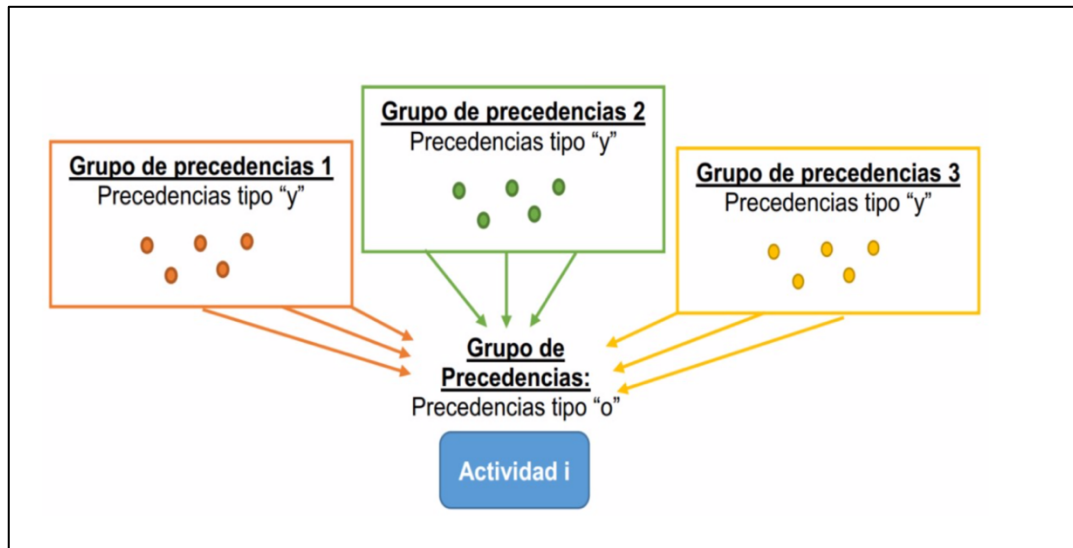 Grupo de precedencias 1
Precedencias tipo “y”
Grupo de precedencias 2
Precedencias tipo “y”
Grupo de precedencias 3
Precedencias tipo “y”
Grupo de
Precedencias:
Precedencias tipo “o”
Actividad i